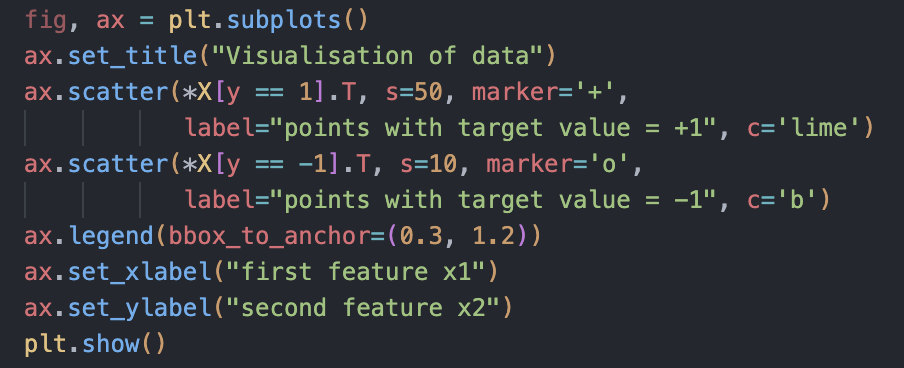 fig, ax = plt.subplots()
ax.set_title("Visualisation of data")
ax.scatter(*X[y == 1].T, s=50, marker='+',
           label="points with target value = +1", c='lime')
ax.scatter(*X[y == -1].T, s=10, marker='o',
           label="points with target value = -1", c='b')
ax.legend(bbox_to_anchor=(0.3, 1.2))
ax.set_xlabel("first feature x1")
ax.set_ylabel("second feature x2")
plt.show()